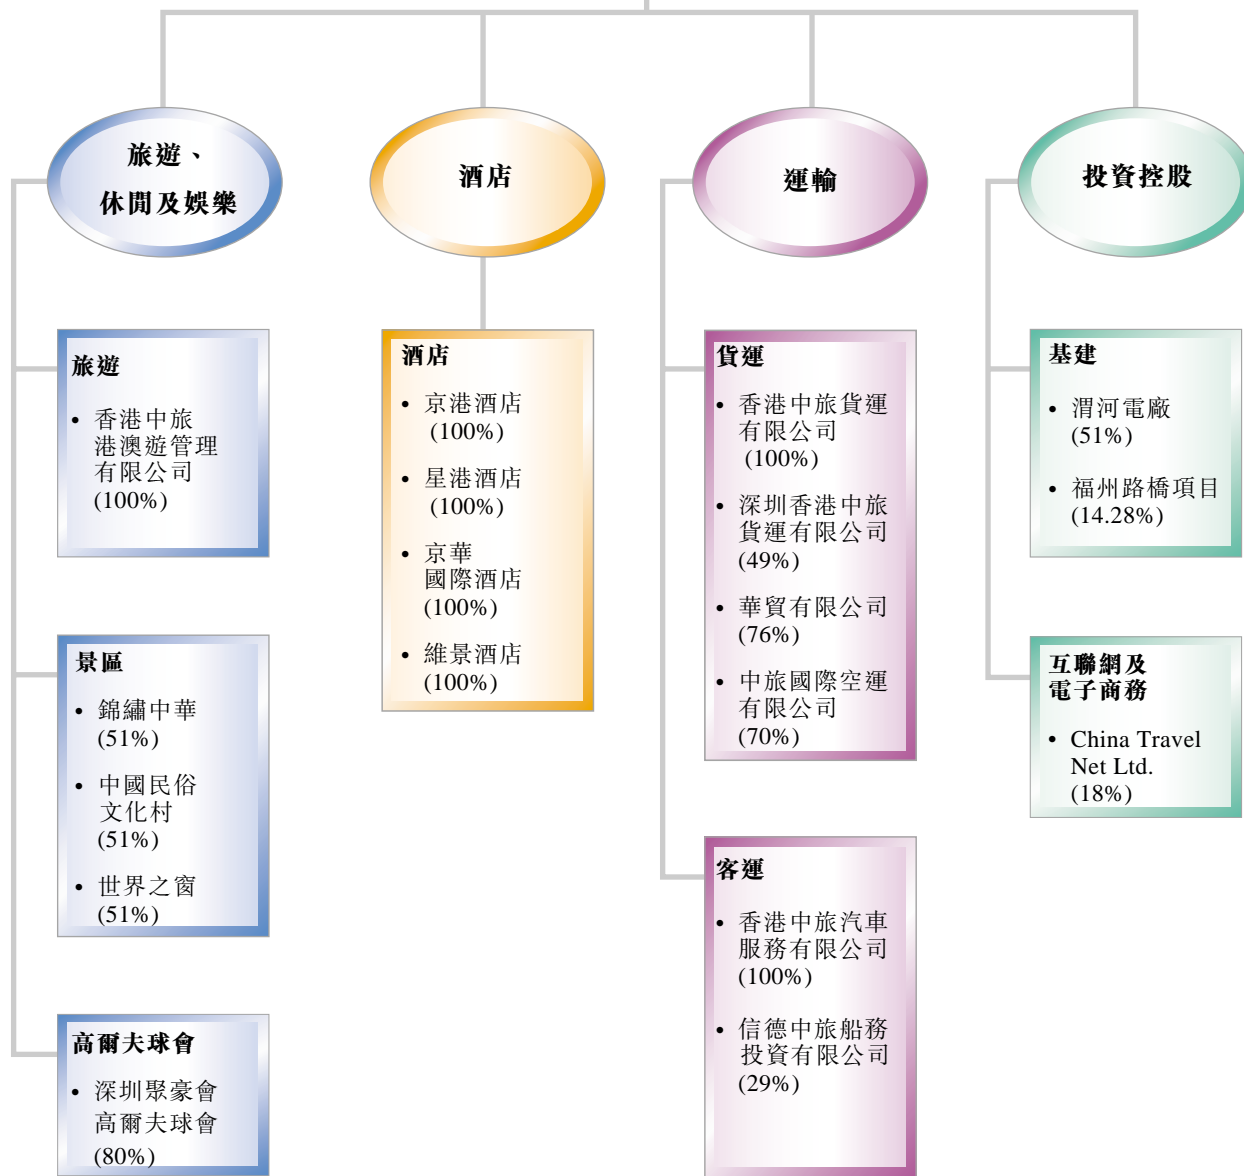 旅遊、
休閒及娛樂
旅遊
• 香港中旅
港澳遊管理
有限公司
(100%)
景區
• 錦繡中華
(51%)
• 中國民俗
文化村
(51%)
• 世界之窗
(51%)
高爾夫球會
• 深圳聚豪會
高爾夫球會
(80%)
酒店
酒店
• 京港酒店
(100%)
• 星港酒店
(100%)
• 京華
國際酒店
(100%)
• 維景酒店
(100%)
運輸
貨運
• 香港中旅貨運
有限公司
(100%)
• 深圳香港中旅
貨運有限公司
(49%)
• 華貿有限公司
(76%)
• 中旅國際空運
有限公司
(70%)
客運
• 香港中旅汽車
服務有限公司
(100%)
• 信德中旅船務
投資有限公司
(29%)
投資控股
基建
• 渭河電廠
(51%)
• 福州路橋項目
(14.28%)
互聯網及
電子商務
• China Travel
Net Ltd.
(18%)